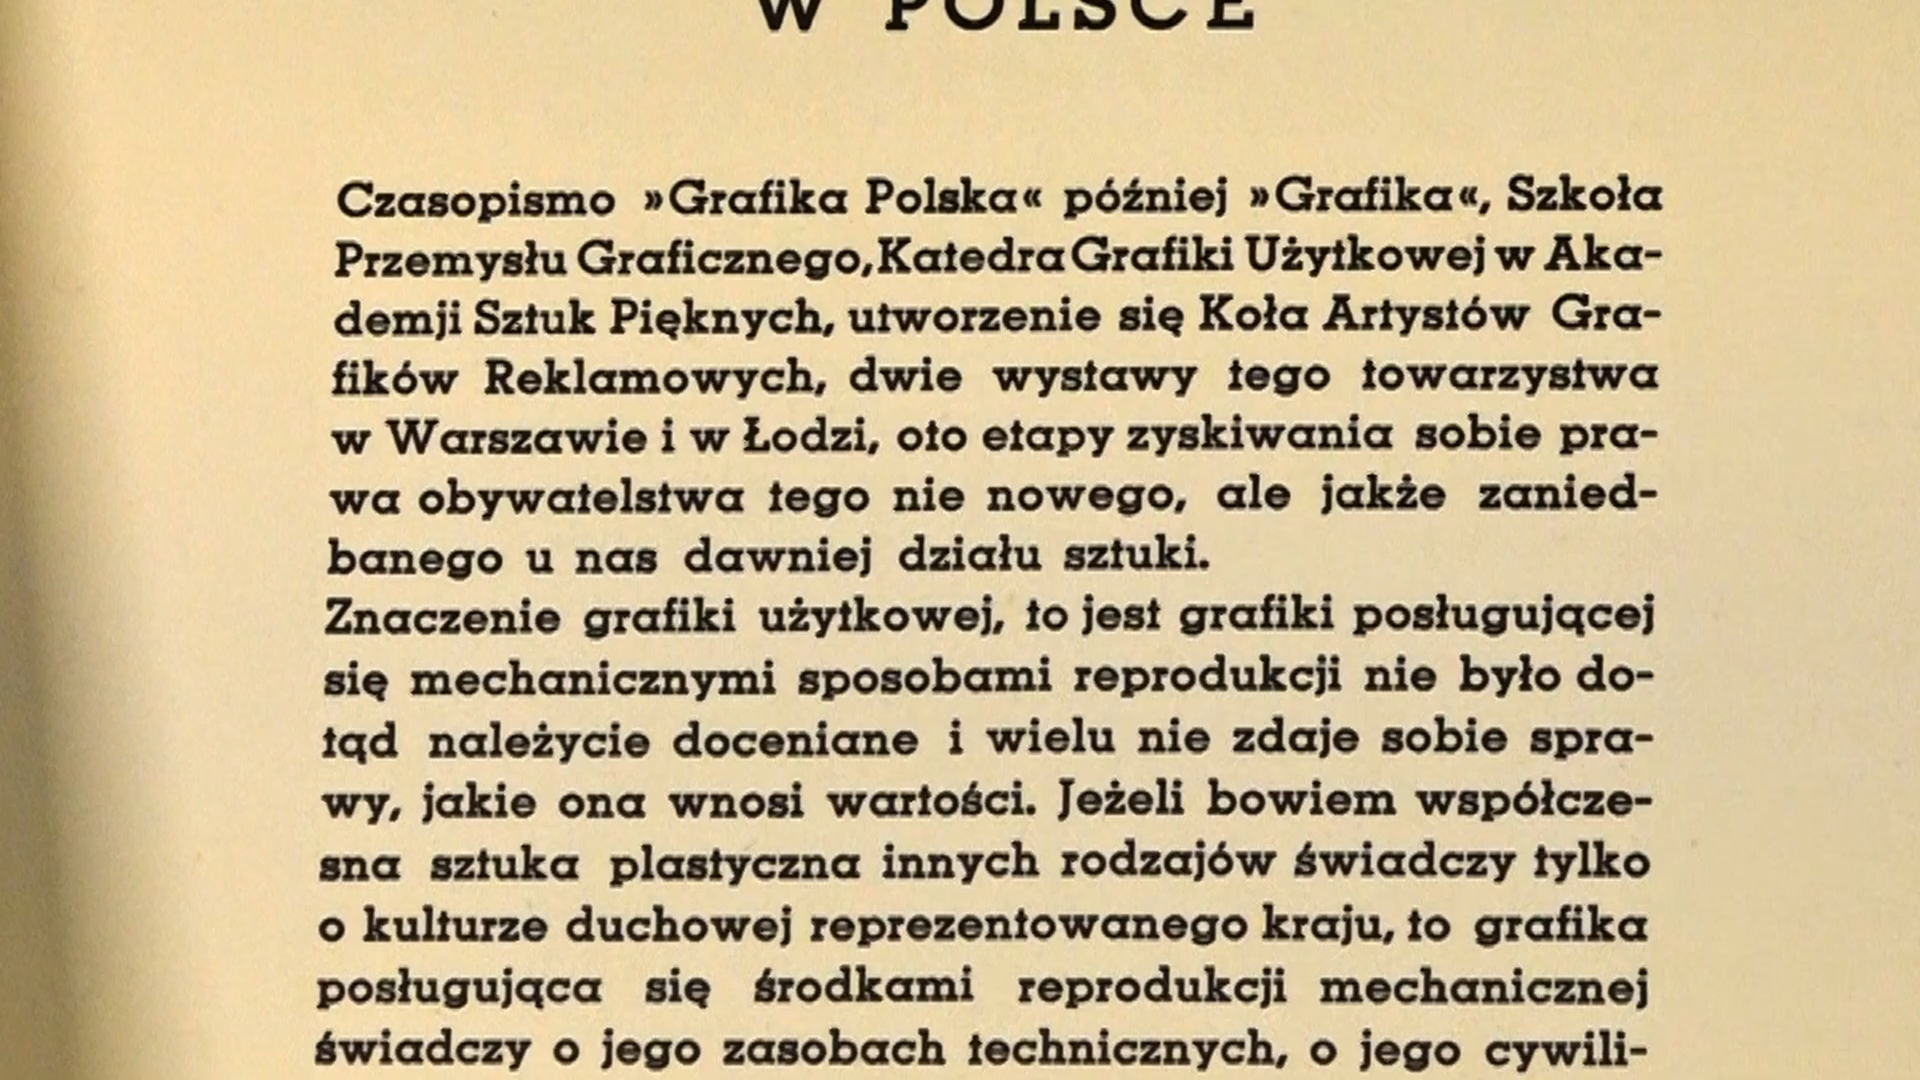 W POLSCE
Czasopismo »Grafika Polska« później »Grafika«, Szkoła
Przemysłu Graficznego, Katedra Grafiki Użytkowej w Aka-
demji Sztuk Pięknych, utworzenie się Koła Artystów Gra-
fików Reklamowych, dwie wystawy tego towarzystwa
w Warszawie i w Łodzi, oto etapy zyskiwania sobie pra-
wa obywatelstwa tego nie nowego, ale jakże zanied-
banego u nas dawniej działu sztuki.
Znaczenie grafiki użytkowej, to jest grafiki posługującej
się mechanicznymi sposobami reprodukcji nie było do-
tąd należycie doceniane i wielu nie zdaje sobie spra-
wy, jakie ona wnosi wartości. Jeżeli bowiem współcze-
sna sztuka plastyczna innych rodzajów świadczy tylko
o kulturze duchowej reprezentowanego kraju, to grafika
posługująca się środkami reprodukcji mechanicznej
świadczy o jego zasobach technicznych, o jego cywili-